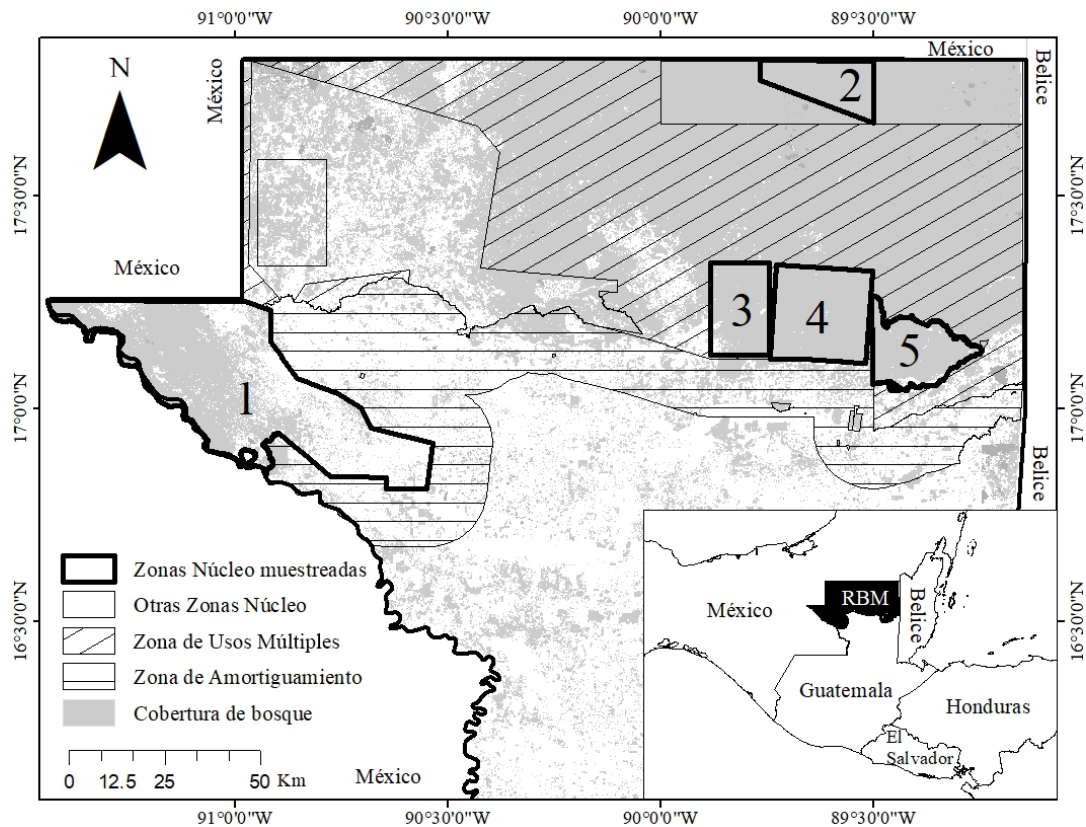 91°0'0"W 90°30'0"W 90°0'0"W 89°30'0"W
México
Belice
N
México
2
17°30'0"N
17°30'0"N
México
3
4
5
1
17°0'0"N
17°0'0"N
Belice
Zonas Núcleo muestreadas
Otras Zonas Núcleo
Zona de Usos Múltiples
Zona de Amortiguamiento
Cobertura de bosque
0 12.5 25 50 Km
México
16°30'0"N
16°30'0"N
México
RBM
Belice
Guatemala
Honduras
El
Salvador
91°0'0"W 90°30'0"W 90°0'0"W 89°30'0"W